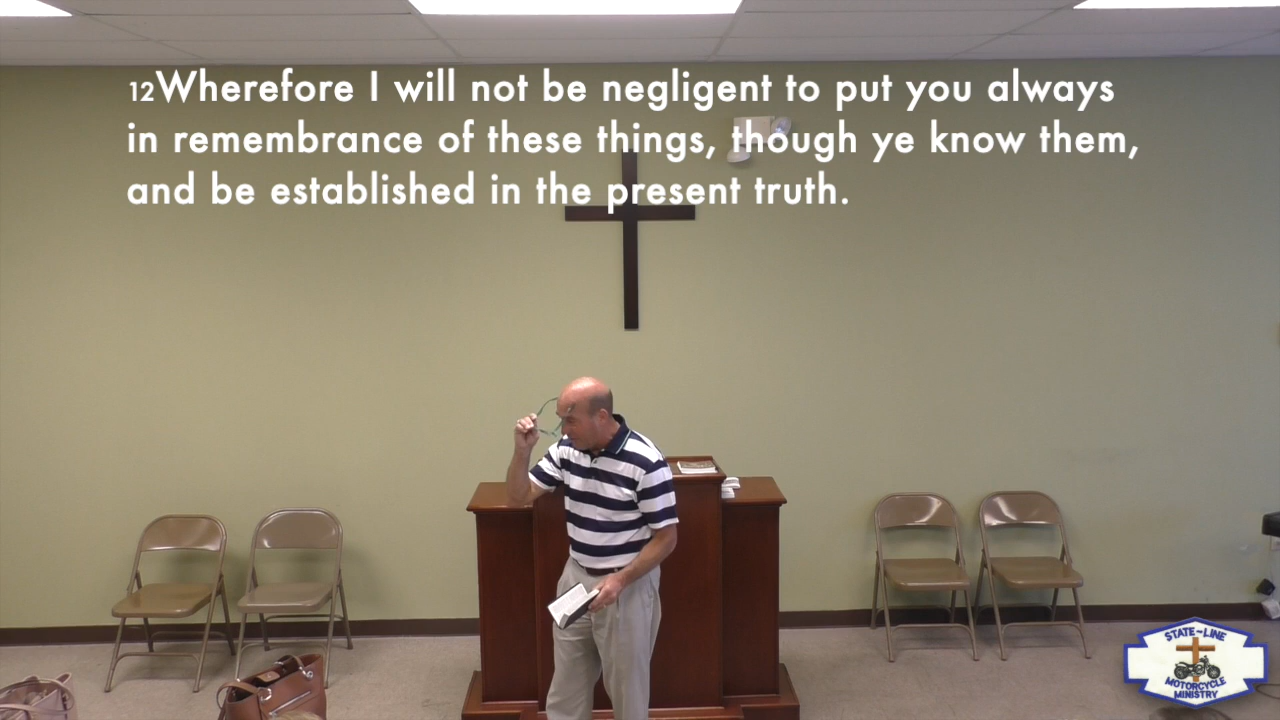 12Wherefore I will not be negligent to put you always
in remembrance of these things, though ye know them,
and be established in the present truth.
STATE-LINE
MOTORCYCLE
MINISTRY